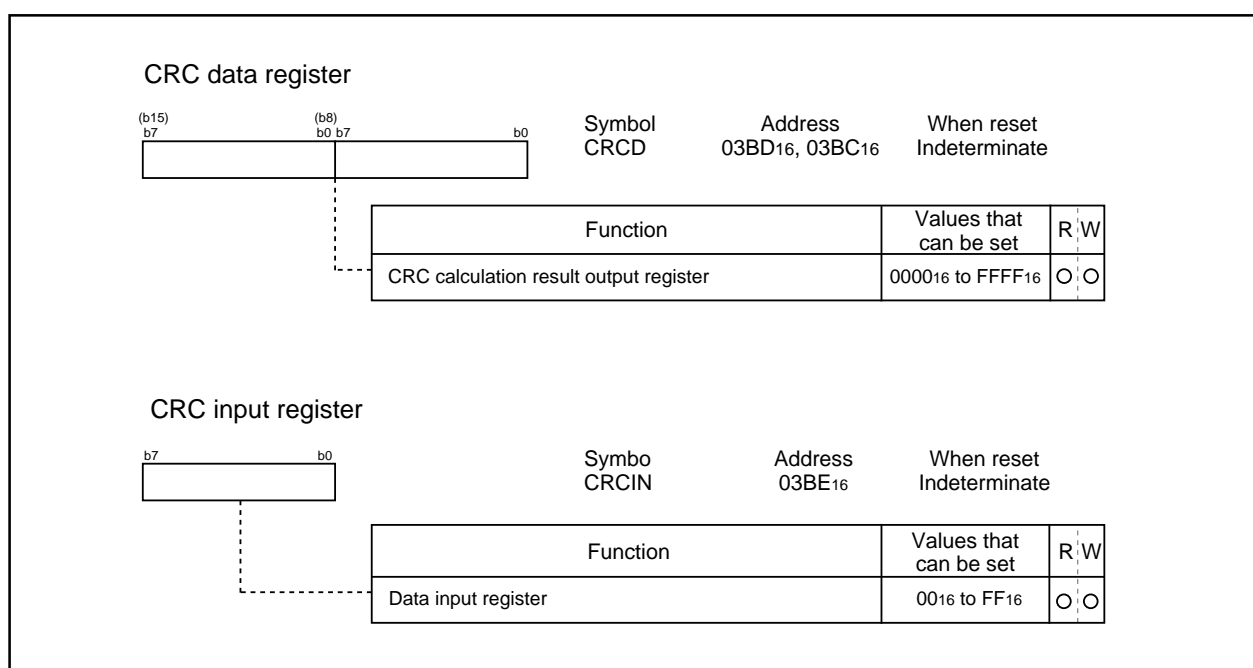 CRC data register
(b15) (b8)
b7 b0 b7 b0
Symbol Address When reset
CRCD 03BD16, 03BC16 Indeterminate
Function Values that can be set R W
CRC calculation result output register 000016 to FFFF16
CRC input register
b7 b0
Symbo Address When reset
CRCIN 03BE16 Indeterminate
Function Values that can be set R W
Data input register 0016 to FF16